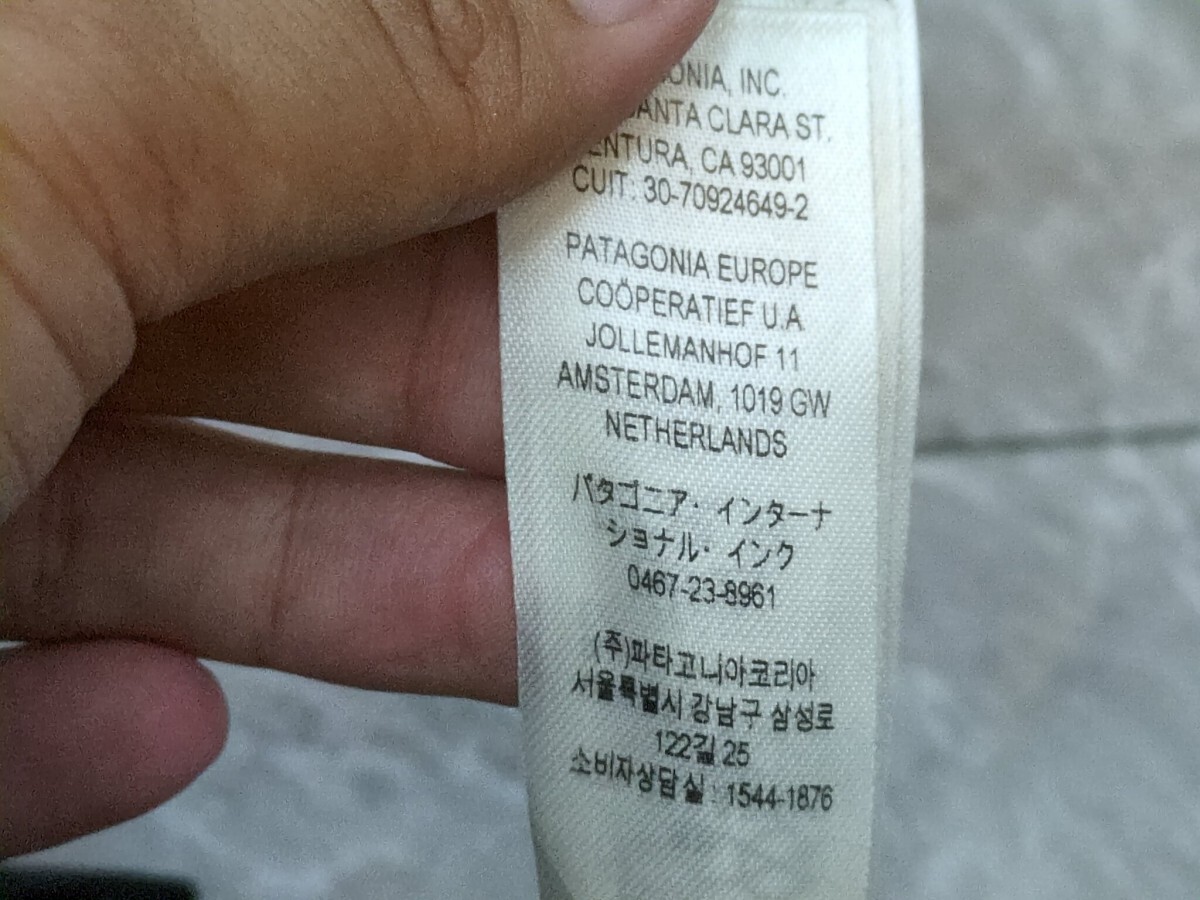 INC.
CLARA ST.
CA 93001
CUIT: 30-70924649-2
PATAGONIA EUROPE
COÖPERATIEF U.A.
JOLLEMANHOF 11
AMSTERDAM, 1019 GW
NETHERLANDS
パタゴニア・インターナ
ショナル・インク
0467-23-8961
(주)파타고니아코리아
서울특별시 강남구 삼성로
122길 25
소비자상담실 : 1544-1876